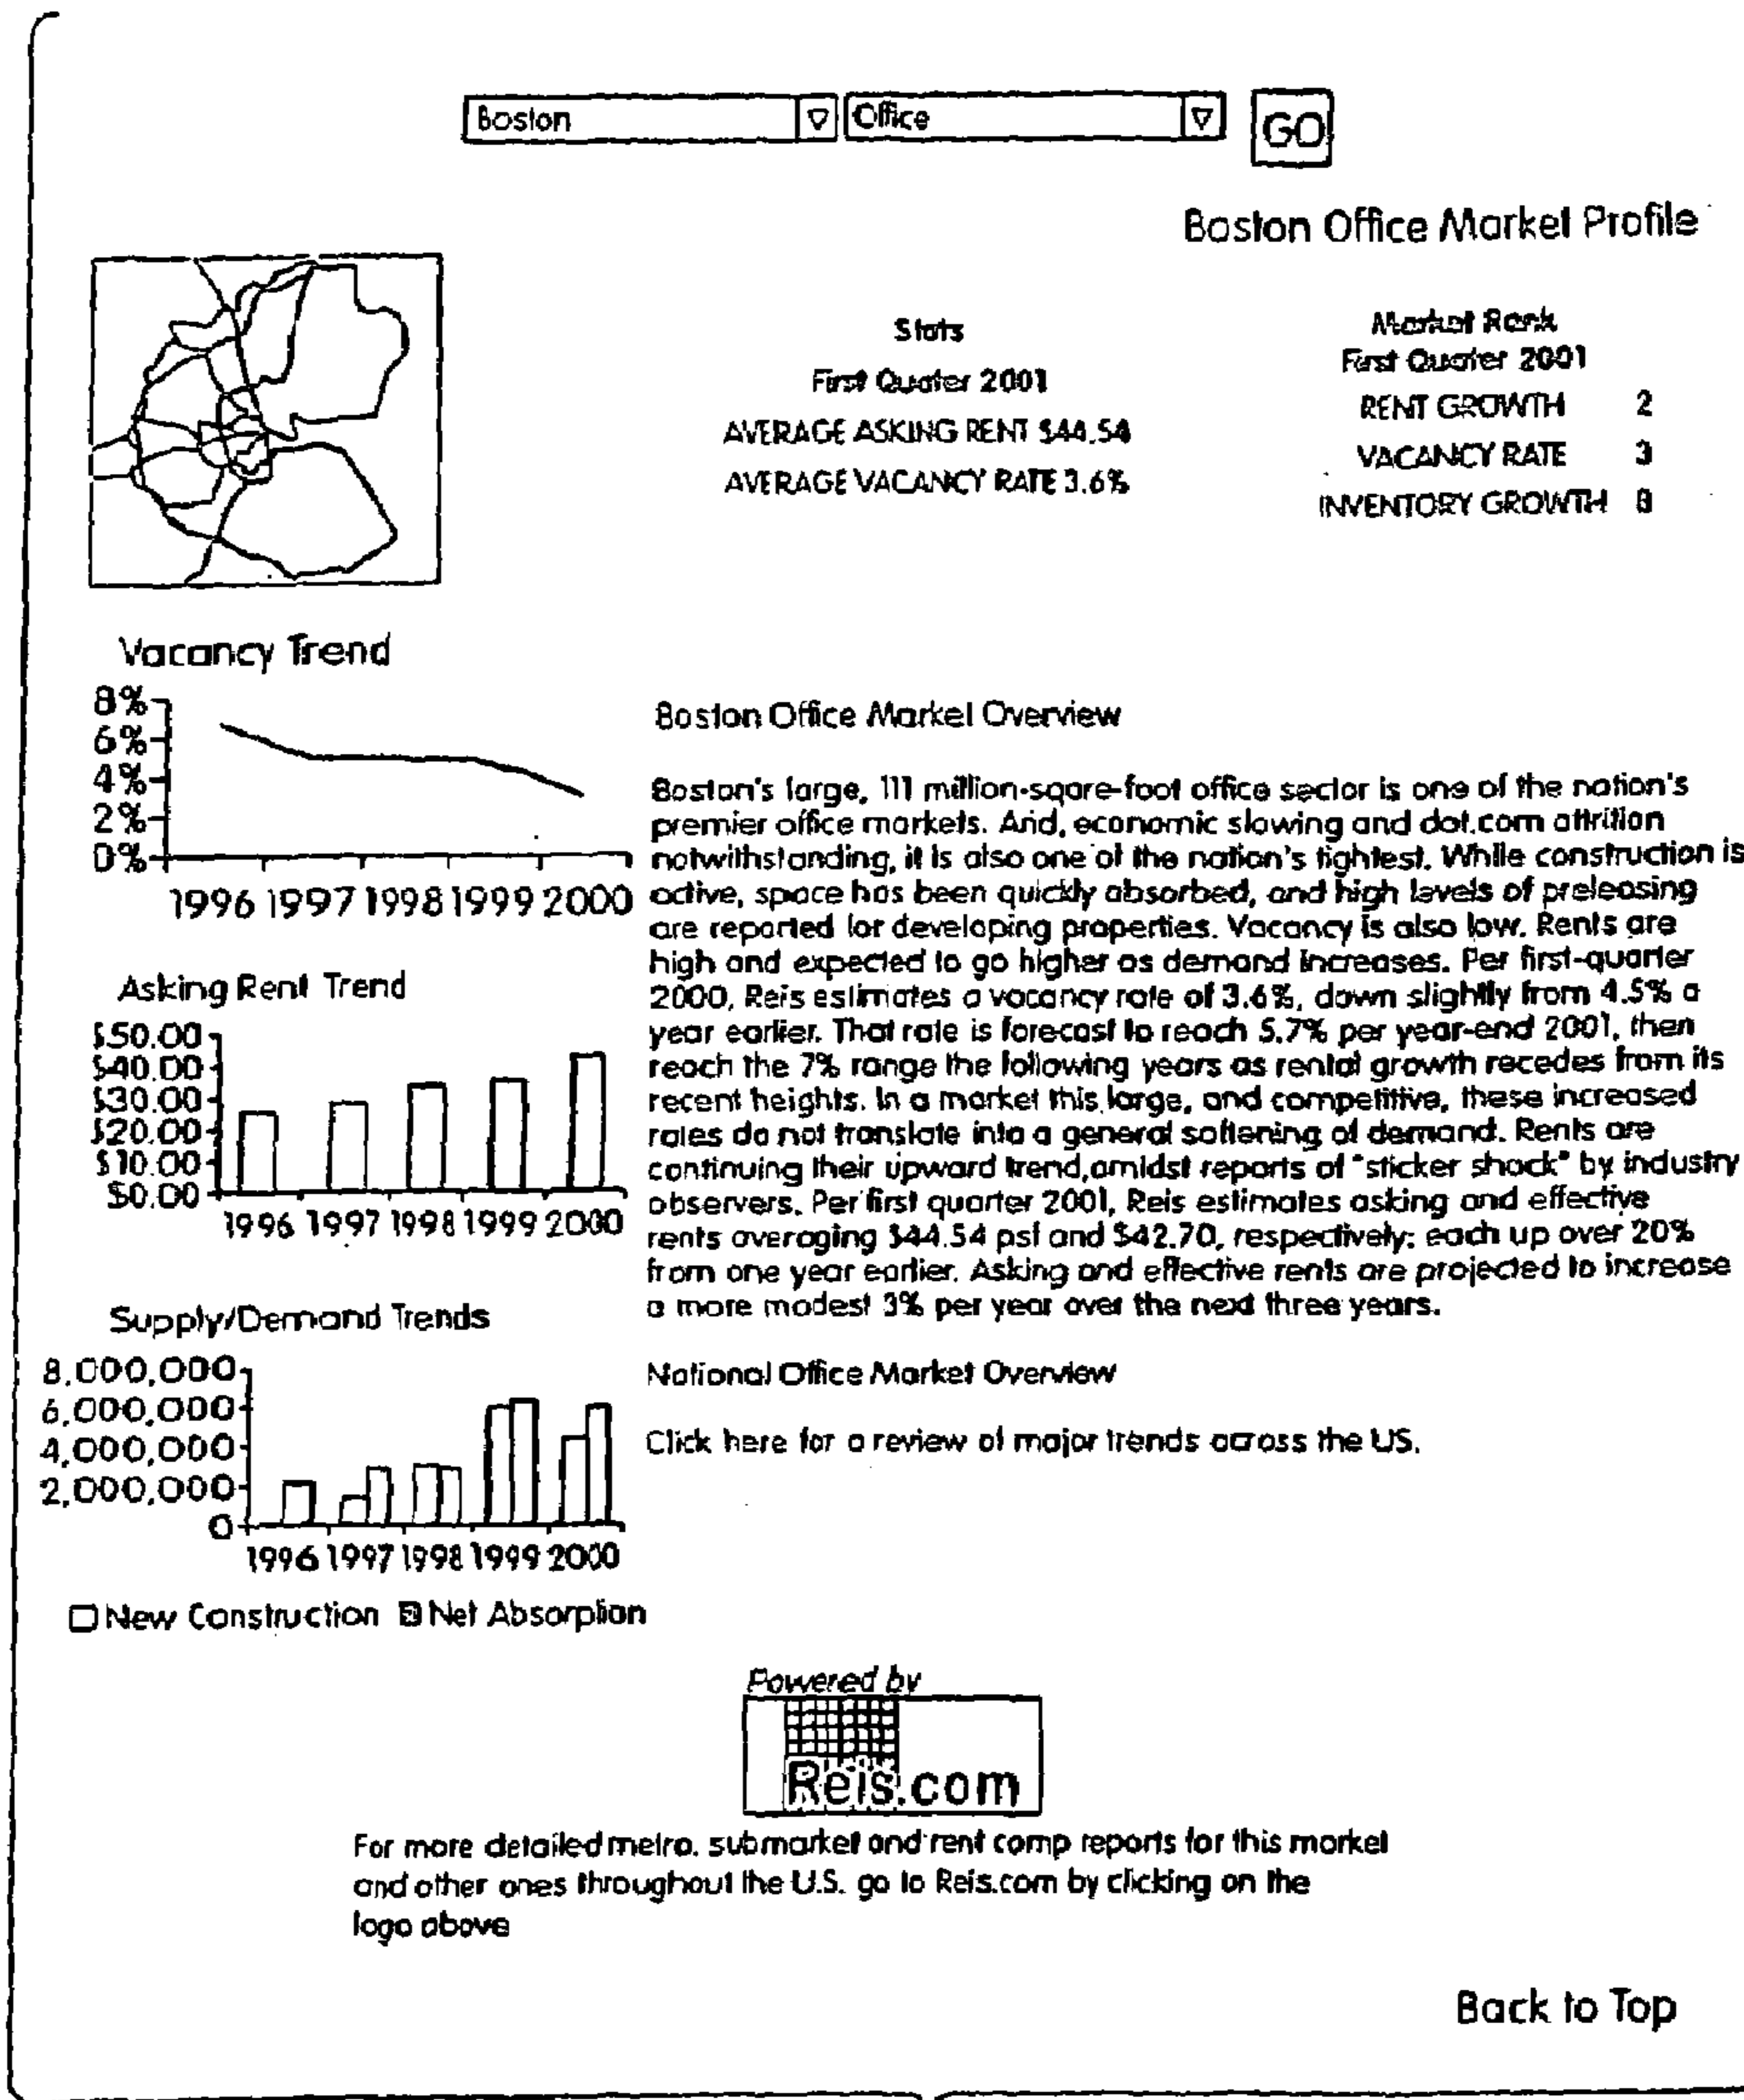 Boston
Office
GO
Boston Office Market Profile
Stats
First Quater 2001
AVERAGE ASKING RENT $44.54
AVERAGE VACANCY RATE 3.6%
Market Rank
First Quater 2001
RENT GROWTH 2
VACANCY RATE 3
INVENTORY GROWTH 8
Vacancy Trend
8%
6%
4%
2%
0%
1996 1997 1998 1999 2000
Asking Rent Trend
$50.00
$40.00
$30.00
$20.00
$10.00
$0.00
1996 1997 1998 1999 2000
Supply/Demand Trends
8,000,000
6,000,000
4,000,000
2,000,000
0
1996 1997 1998 1999 2000
New Construction Net Absorption
Boston Office Market Overview
Boston's large, 111 million-sqare-foot office sector is one of the nation's
premier office markets. And, economic slowing and dot.com attrition
notwithstanding, it is also one of the nation's tightest. While construction is
active, space has been quickly absorbed, and high levels of preleasing
are reported for developing properties. Vacancy is also low. Rents are
high and expected to go higher as demand increases. Per first-quarter
2000, Reis estimates a vacancy rate of 3.6%, down slightly from 4.5% a
year earlier. That rate is forecast to reach 5.7% per year-end 2001, then
reach the 7% range the following years as rental growth recedes from its
recent heights. In a market this large, and competitive, these increased
rates do not translate into a general softening of demand. Rents are
continuing their upward trend,amidst reports of "sticker shock" by industry
observers. Per first quarter 2001, Reis estimates asking and effective
rents averaging $44.54 psf and $42.70, respectively; each up over 20%
from one year earlier. Asking and effective rents are projected to increase
a more modest 3% per year over the next three years.
National Office Market Overview
Click here for a review of major trends across the US.
Powered by
Reis.com
For more detailed metro, submarket and rent comp reports for this market
and other ones throughout the U.S. go to Reis.com by clicking on the
logo above
Back to Top